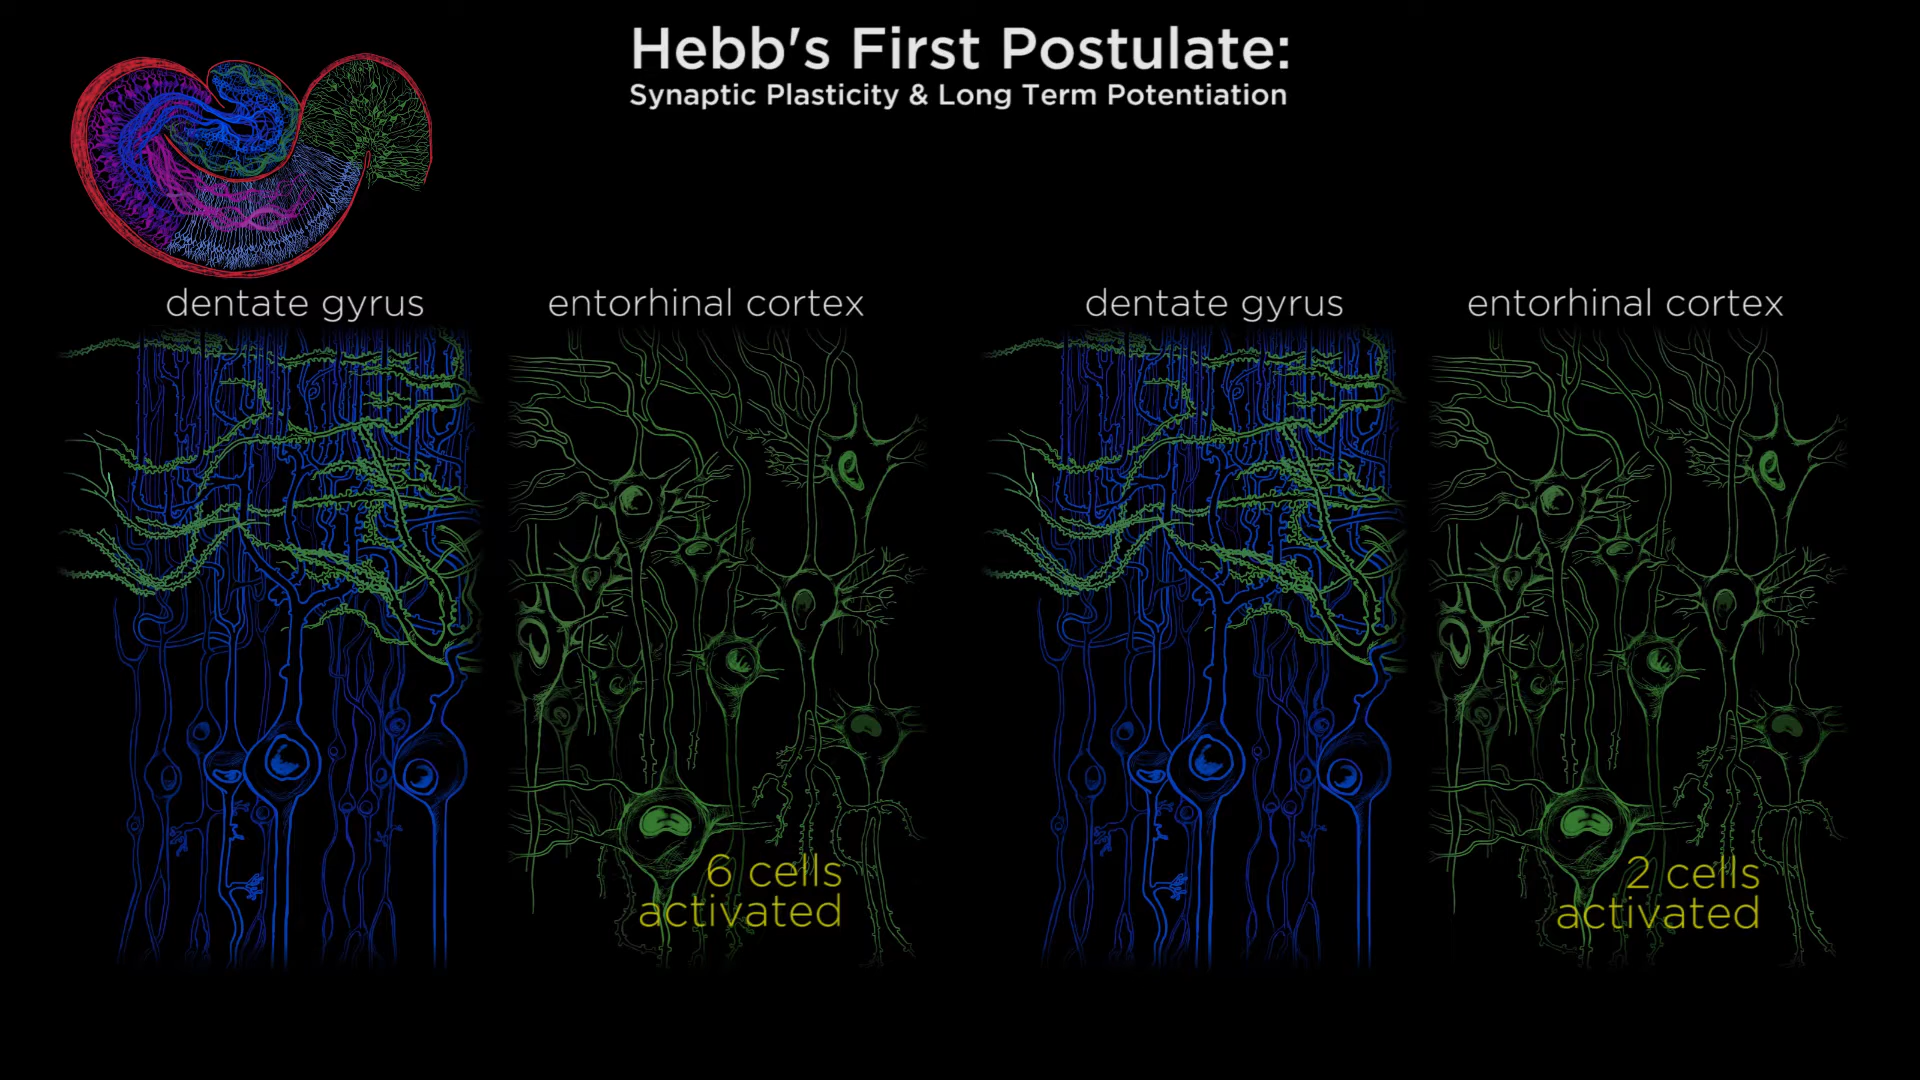 Hebb's First Postulate:
Synaptic Plasticity & Long Term Potentiation
dentate gyrus
entorhinal cortex
dentate gyrus
entorhinal cortex
6 cells
activated
2 cells
activated